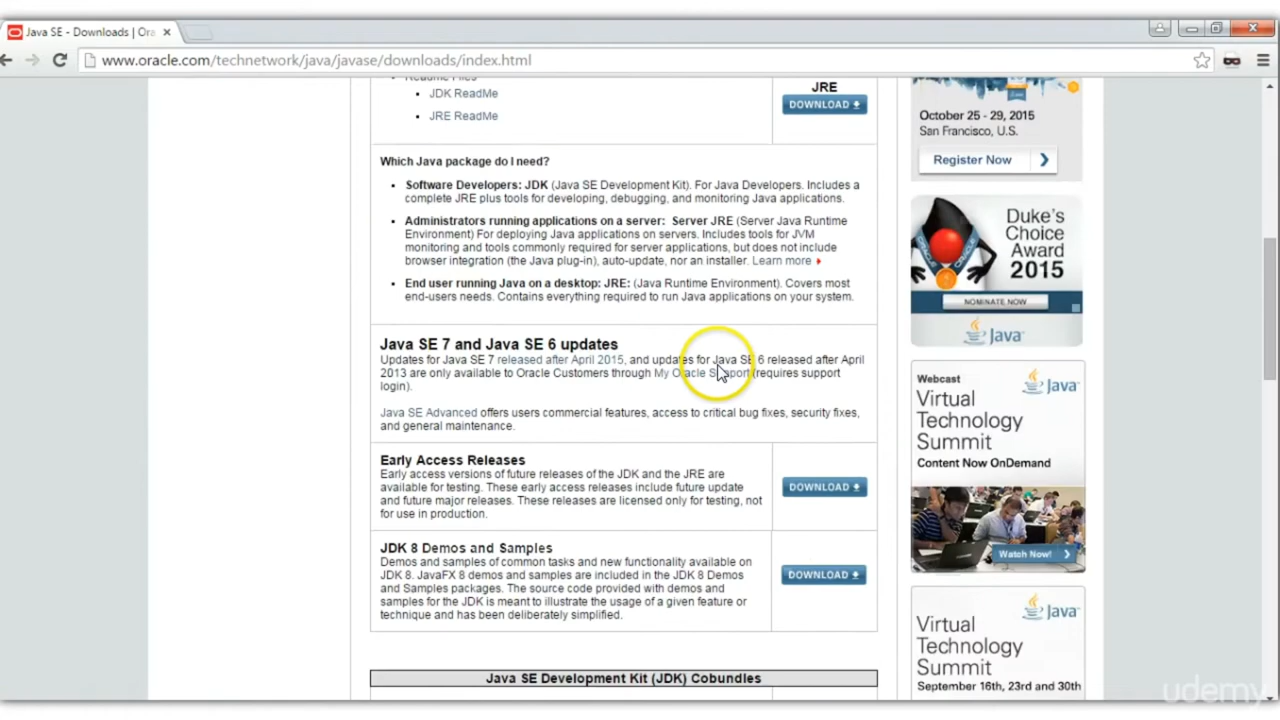 Java SE - Downloads | Ora
www.oracle.com/technetwork/java/javase/downloads/index.html
Readme Files
JDK ReadMe
JRE ReadMe
JRE
DOWNLOAD
Which Java package do I need?
Software Developers: JDK (Java SE Development Kit). For Java Developers. Includes a
complete JRE plus tools for developing, debugging, and monitoring Java applications.
Administrators running applications on a server: Server JRE (Server Java Runtime
Environment) For deploying Java applications on servers. Includes tools for JVM
monitoring and tools commonly required for server applications, but does not include
browser integration (the Java plug-in), auto-update, nor an installer. Learn more
End user running Java on a desktop: JRE: (Java Runtime Environment). Covers most
end-users needs. Contains everything required to run Java applications on your system.
Java SE 7 and Java SE 6 updates
Updates for Java SE 7 released after April 2015, and updates for Java SE 6 released after April
2013 are only available to Oracle Customers through My Oracle Support (requires support
login).
Java SE Advanced offers users commercial features, access to critical bug fixes, security fixes,
and general maintenance.
Early Access Releases
Early access versions of future releases of the JDK and the JRE are
available for testing. These early access releases include future update
and future major releases. These releases are licensed only for testing, not
for use in production.
DOWNLOAD
JDK 8 Demos and Samples
Demos and samples of common tasks and new functionality available on
JDK 8. JavaFX 8 demos and samples are included in the JDK 8 Demos
and Samples packages. The source code provided with demos and
samples for the JDK is meant to illustrate the usage of a given feature or
technique and has been deliberately simplified.
DOWNLOAD
Java SE Development Kit (JDK) Cobundles
October 25 - 29, 2015
San Francisco, U.S.
Register Now
Duke's
Choice
Award
2015
NOMINATE NOW
Java
Webcast
Java
Virtual
Technology
Summit
Content Now OnDemand
Watch Now!
Java
Virtual
Technology
Summit
September 16th, 23rd and 30th
udemy